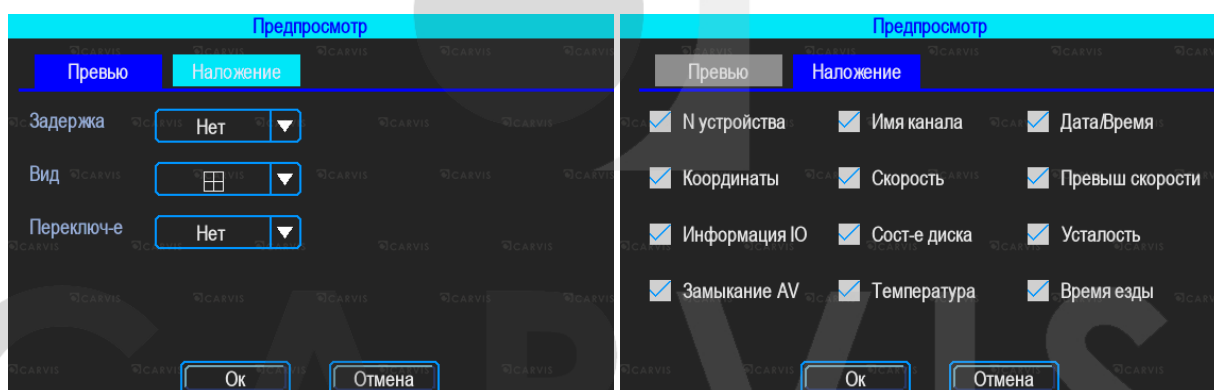 Предпросмотр
Превью Наложение
Задержка Нет
Вид
Переключ-е Нет
Ок Отмена
Предпросмотр
Превью Наложение
N устройства Имя канала Дата/Время
Координаты Скорость Превыш скорости
Информация IO Сост-е диска Усталость
Замыкание AV Температура Время езды
Ок Отмена
CARVIS